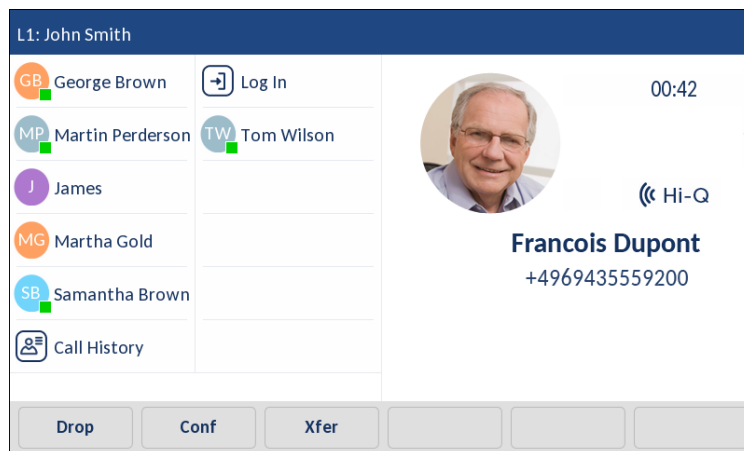 L1: John Smith
GB George Brown
Log In
MP Martin Perderson
TW Tom Wilson
J James
MG Martha Gold
SB Samantha Brown
Call History
00:42
Hi-Q
Francois Dupont
+4969435559200
Drop
Conf
Xfer